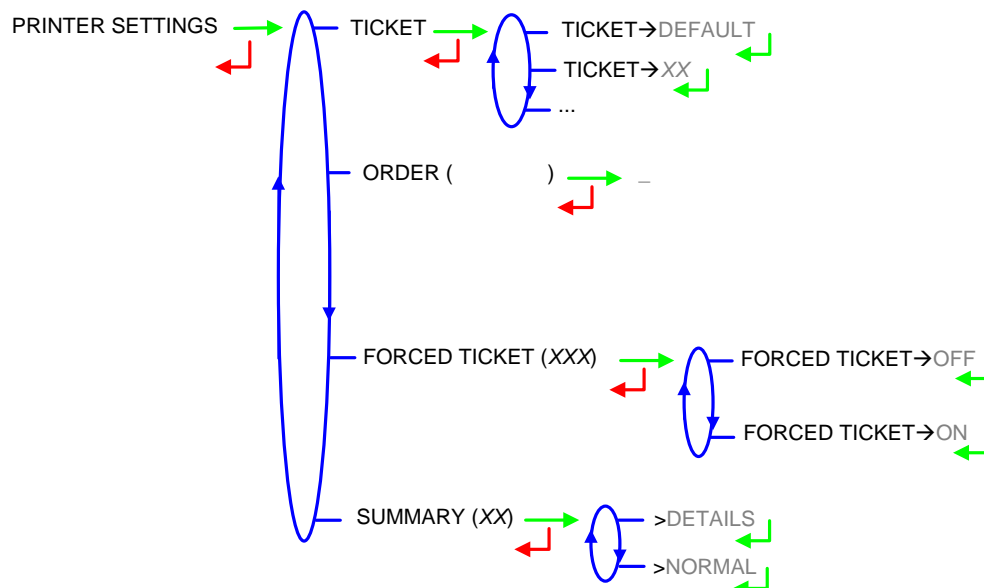 PRINTER SETTINGS
TICKET
TICKET→DEFAULT
TICKET→XX
...
ORDER ( )
_
FORCED TICKET (XXX)
FORCED TICKET→OFF
FORCED TICKET→ON
SUMMARY (XX)
>DETAILS
>NORMAL